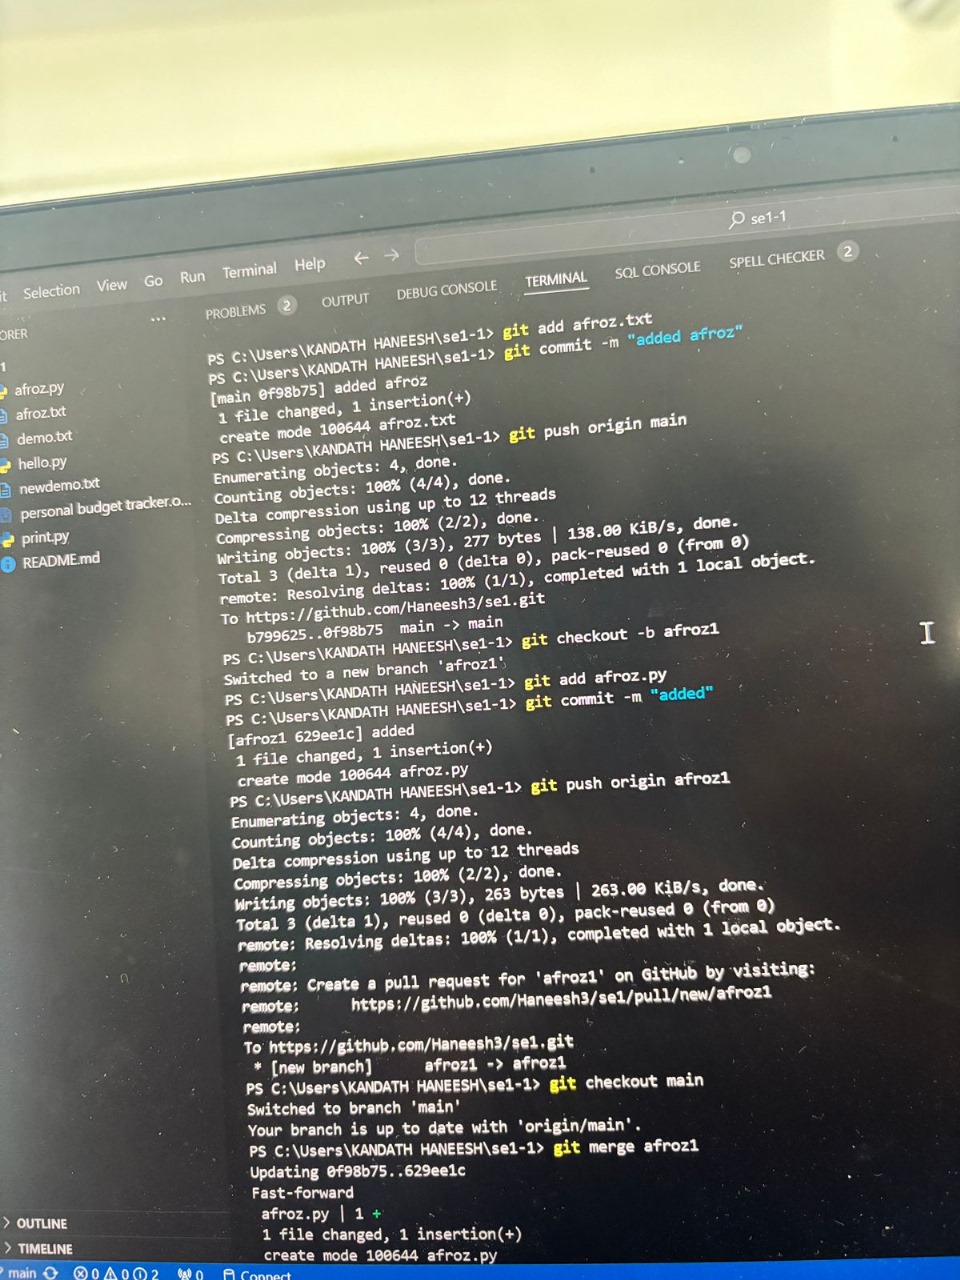 se1-1
it Selection View Go Run Terminal Help
ORER
PROBLEMS 2 OUTPUT DEBUG CONSOLE TERMINAL SQL CONSOLE SPELL CHECKER 2
1
afroz.py
afroz.txt
demo.txt
hello.py
newdemo.txt
personal budget tracker.o...
print.py
README.md
PS C:\Users\KANDATH HANEESH\se1-1> git add afroz.txt
PS C:\Users\KANDATH HANEESH\se1-1> git commit -m "added afroz"
[main 0f98b75] added afroz
1 file changed, 1 insertion(+)
create mode 100644 afroz.txt
PS C:\Users\KANDATH HANEESH\se1-1> git push origin main
Enumerating objects: 4, done.
Counting objects: 100% (4/4), done.
Delta compression using up to 12 threads
Compressing objects: 100% (2/2), done.
Writing objects: 100% (3/3), 277 bytes | 138.00 KiB/s, done.
Total 3 (delta 1), reused 0 (delta 0), pack-reused 0 (from 0)
remote: Resolving deltas: 100% (1/1), completed with 1 local object.
To https://github.com/Haneesh3/se1.git
b799625..0f98b75 main -> main
PS C:\Users\KANDATH HANEESH\se1-1> git checkout -b afroz1
Switched to a new branch 'afroz1'
PS C:\Users\KANDATH HANEESH\se1-1> git add afroz.py
PS C:\Users\KANDATH HANEESH\se1-1> git commit -m "added"
[afroz1 629ee1c] added
1 file changed, 1 insertion(+)
create mode 100644 afroz.py
PS C:\Users\KANDATH HANEESH\se1-1> git push origin afroz1
Enumerating objects: 4, done.
Counting objects: 100% (4/4), done.
Delta compression using up to 12 threads
Compressing objects: 100% (2/2), done.
Writing objects: 100% (3/3), 263 bytes | 263.00 KiB/s, done.
Total 3 (delta 1), reused 0 (delta 0), pack-reused 0 (from 0)
remote: Resolving deltas: 100% (1/1), completed with 1 local object.
remote:
remote: Create a pull request for 'afroz1' on GitHub by visiting:
remote: https://github.com/Haneesh3/se1/pull/new/afroz1
remote:
To https://github.com/Haneesh3/se1.git
* [new branch] afroz1 -> afroz1
PS C:\Users\KANDATH HANEESH\se1-1> git checkout main
Switched to branch 'main'
Your branch is up to date with 'origin/main'.
PS C:\Users\KANDATH HANEESH\se1-1> git merge afroz1
Updating 0f98b75..629ee1c
Fast-forward
afroz.py | 1 +
1 file changed, 1 insertion(+)
create mode 100644 afroz.py
OUTLINE
TIMELINE
main 0 0 2 0 Connect